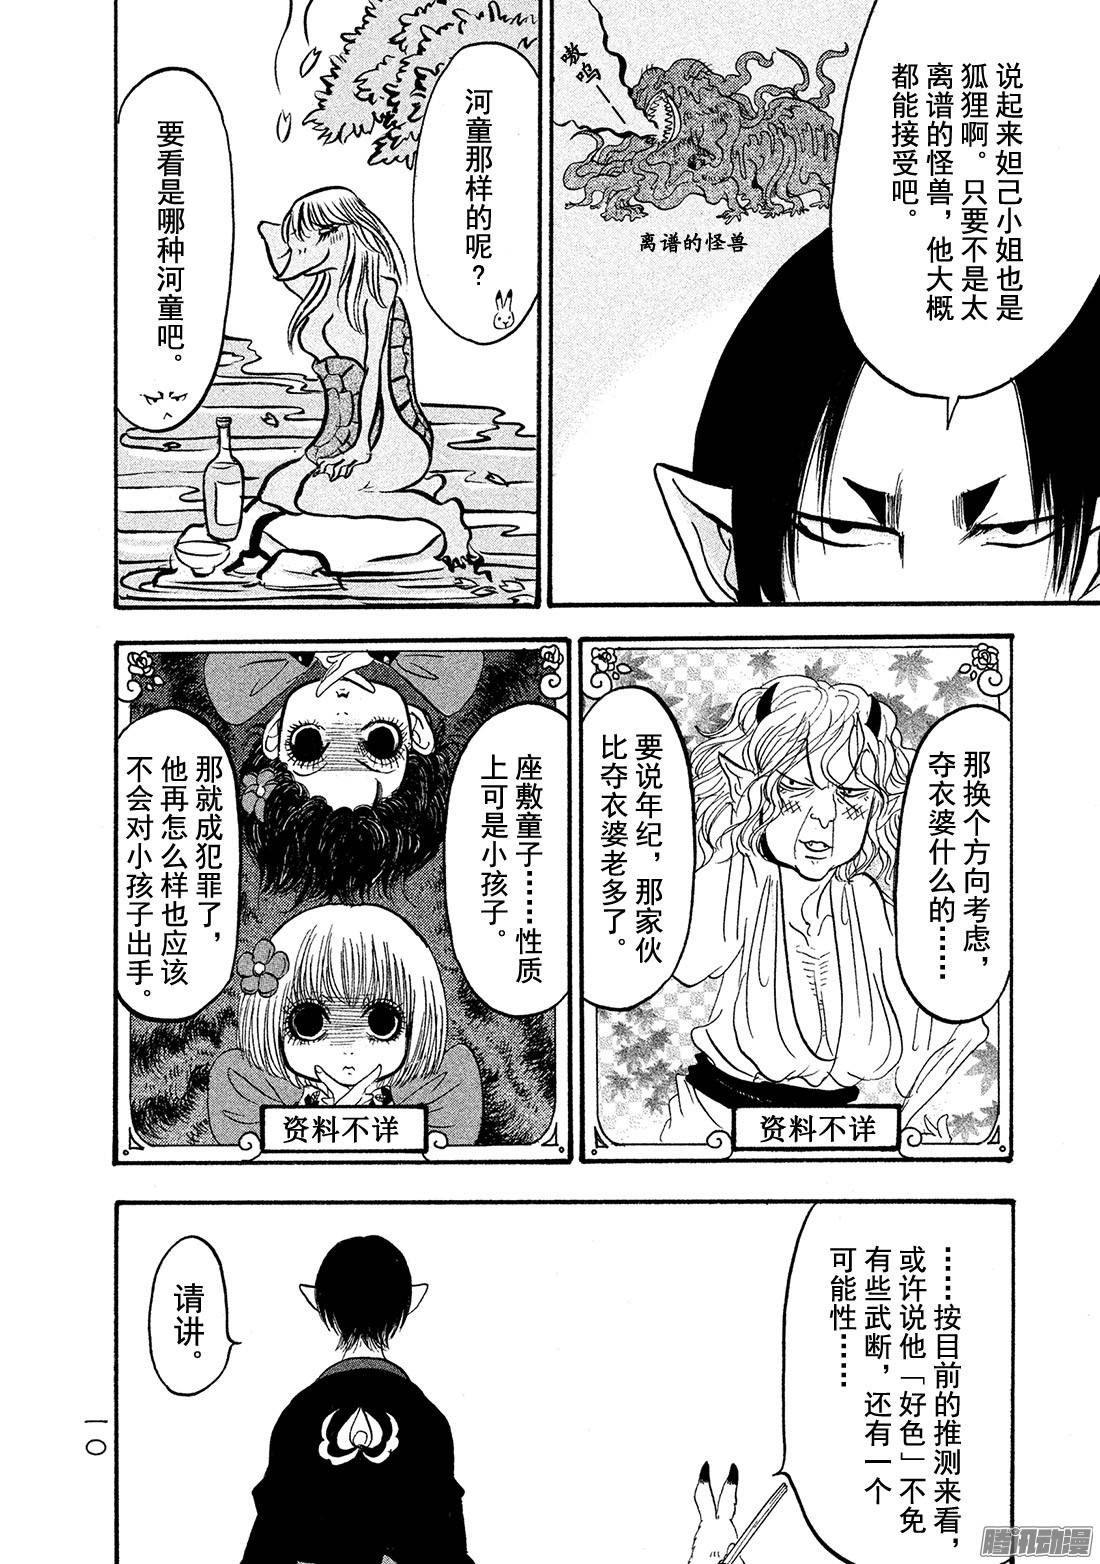 说起来妲己小姐也是
狐狸啊。只要不是太
离谱的怪兽，他大概
都能接受吧。
嗷
呜
离谱的怪兽
河童那样的呢？
要看是哪种河童吧。
那换个方向考虑，
夺衣婆什么的……
要说年纪，那家伙
比夺衣婆老多了。
资料不详
座敷童子……性质
上可是小孩子。
那就成犯罪了，
他再怎么样也应该
不会对小孩子出手。
资料不详
……按目前的推测来看，
或许说他「好色」不免
有些武断，还有一个
可能性……
请讲。
一〇
腾讯动漫